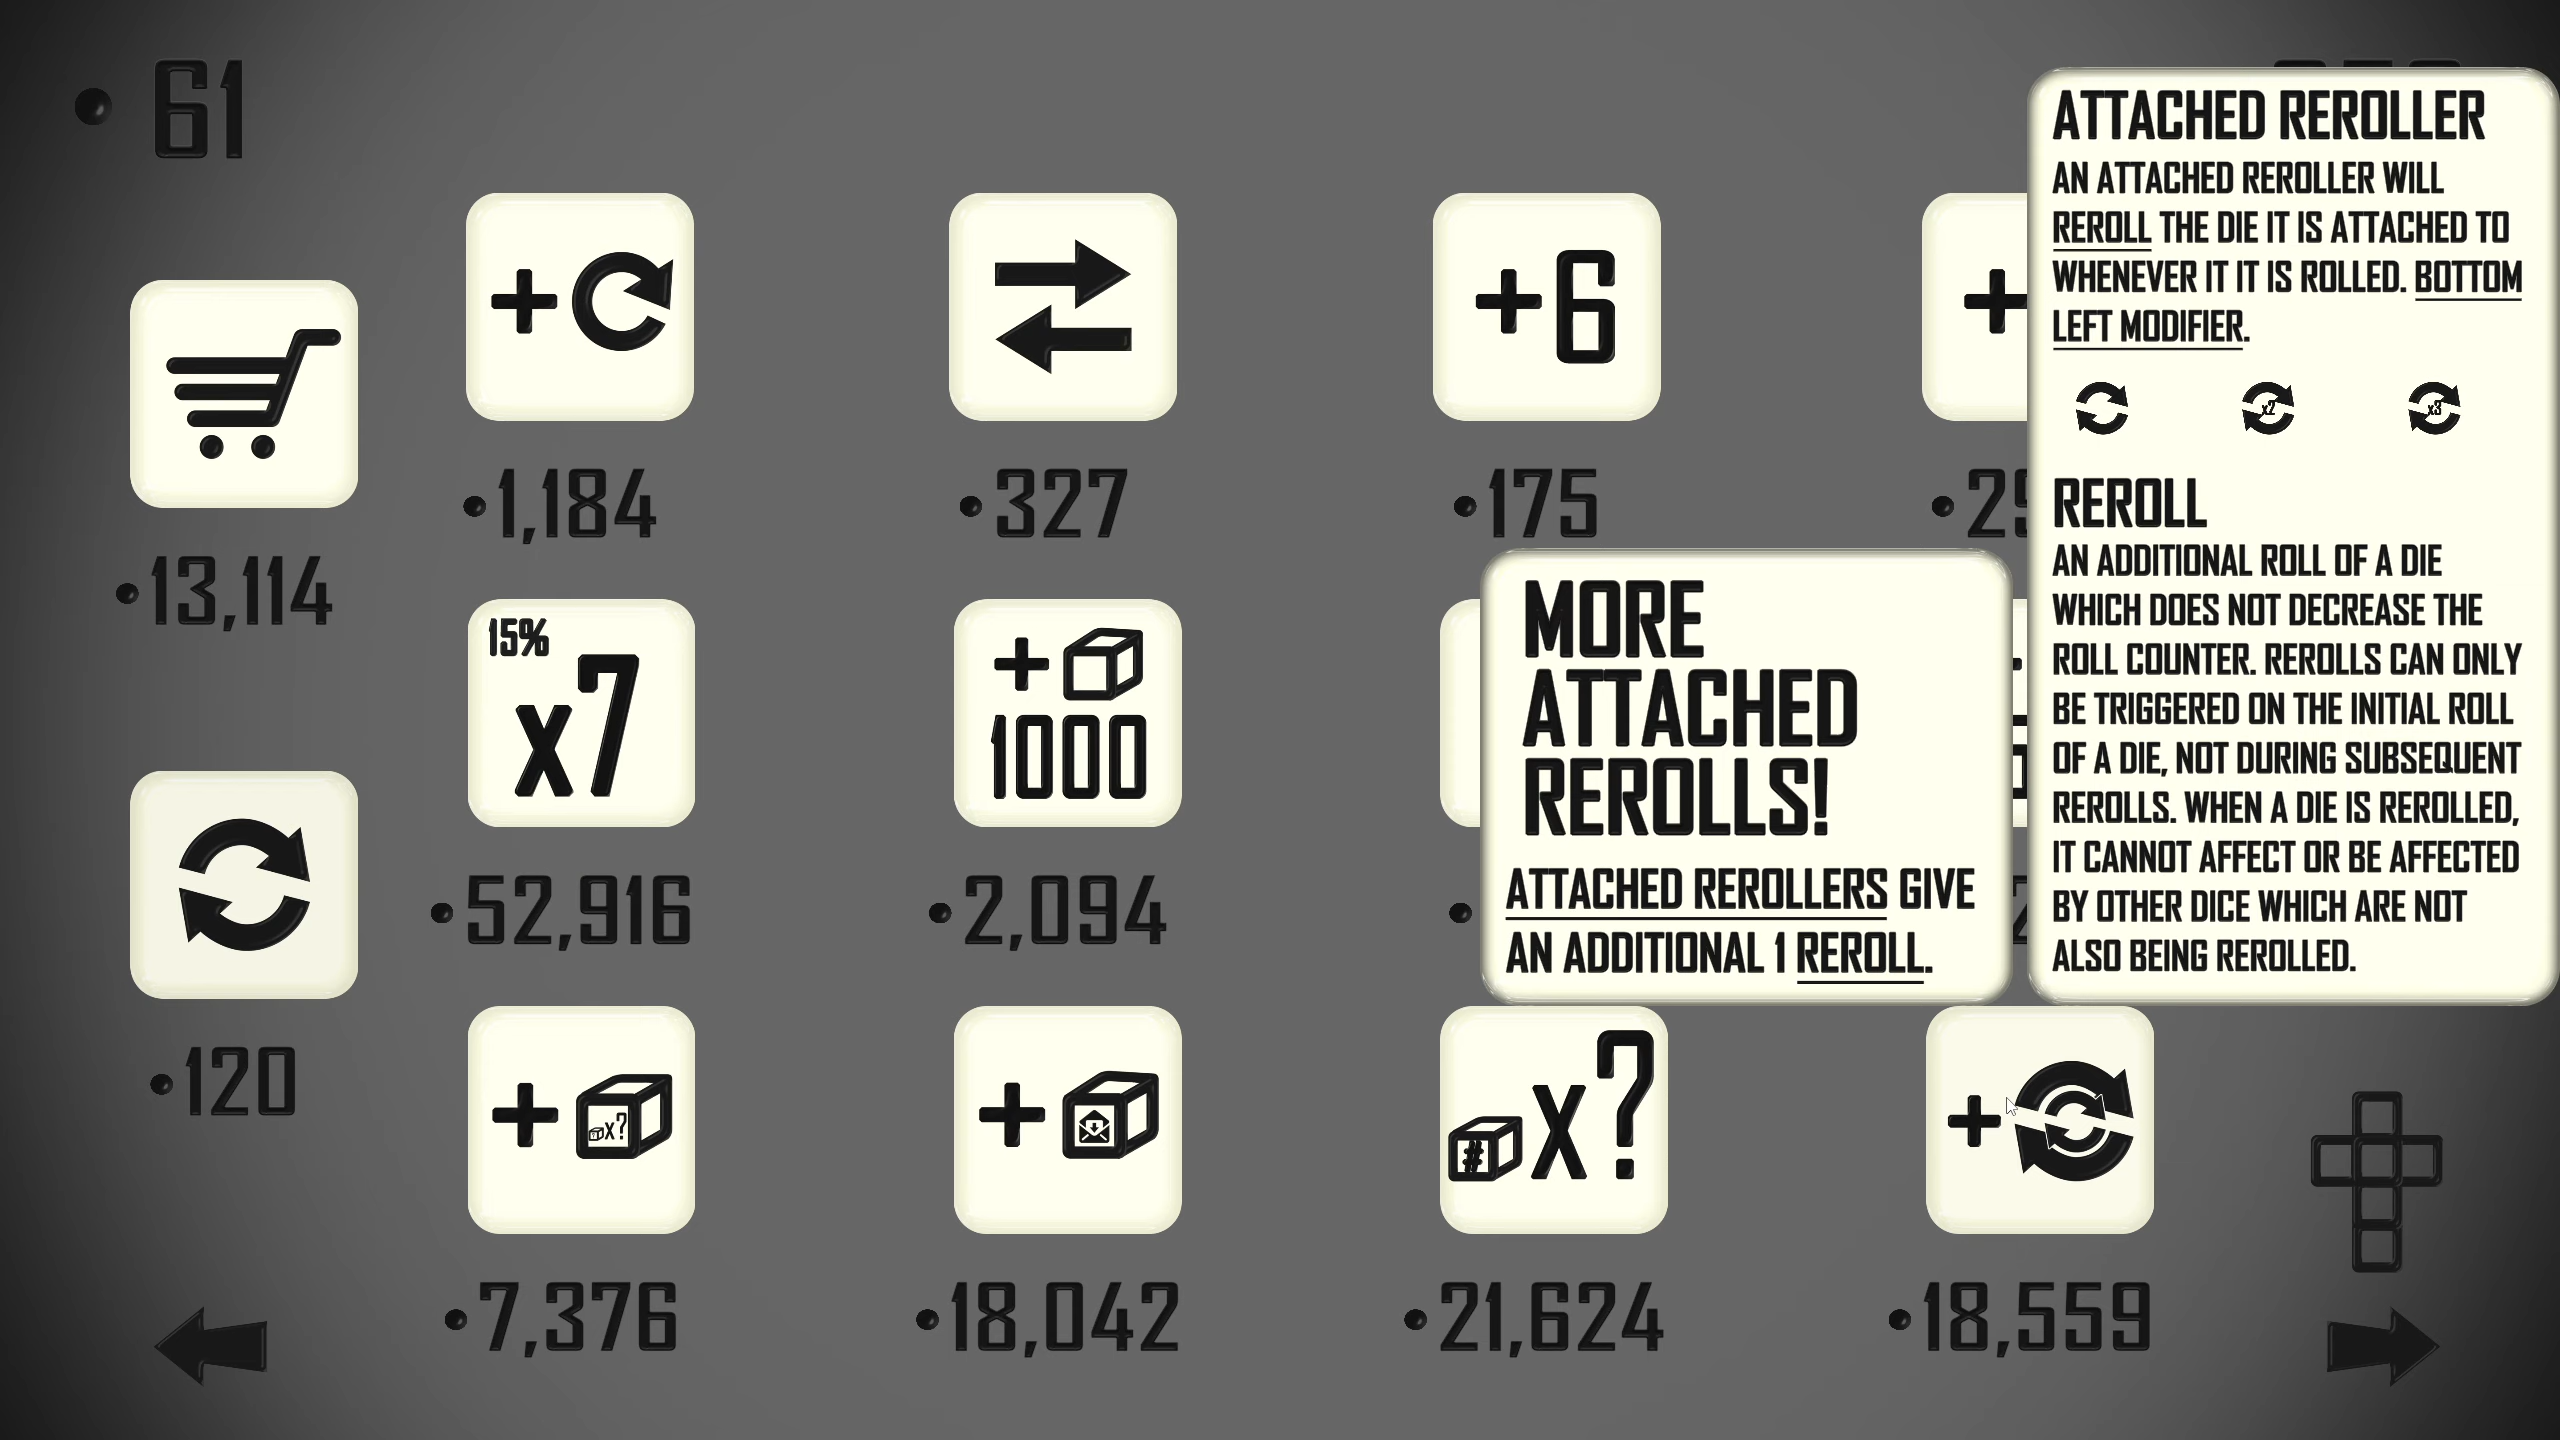 61
+
+6
+
1,184
327
175
13,114
15%
x7
+
1000
52,916
2,094
120
MORE
ATTACHED
REROLLS!
ATTACHED REROLLERS GIVE
AN ADDITIONAL 1 REROLL.
ATTACHED REROLLER
AN ATTACHED REROLLER WILL
REROLL THE DIE IT IS ATTACHED TO
WHENEVER IT IT IS ROLLED. BOTTOM
LEFT MODIFIER.
x2
x3
REROLL
AN ADDITIONAL ROLL OF A DIE
WHICH DOES NOT DECREASE THE
ROLL COUNTER. REROLLS CAN ONLY
BE TRIGGERED ON THE INITIAL ROLL
OF A DIE, NOT DURING SUBSEQUENT
REROLLS. WHEN A DIE IS REROLLED,
IT CANNOT AFFECT OR BE AFFECTED
BY OTHER DICE WHICH ARE NOT
ALSO BEING REROLLED.
+ x?
+
# x?
+
7,376
18,042
21,624
18,559